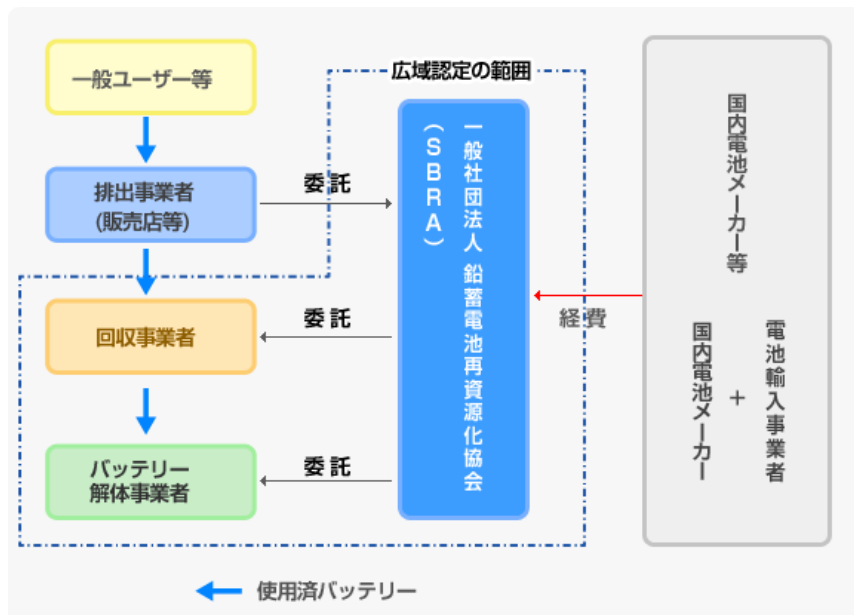 一般ユーザー等
広域認定の範囲
排出事業者
(販売店等)
委託
一般社団法人 鉛蓄電池再資源化協会
(SBRA)
国内電池メーカー等
経費
電池輸入事業者
+
国内電池メーカー
回収事業者
委託
バッテリー
解体事業者
委託
使用済バッテリー